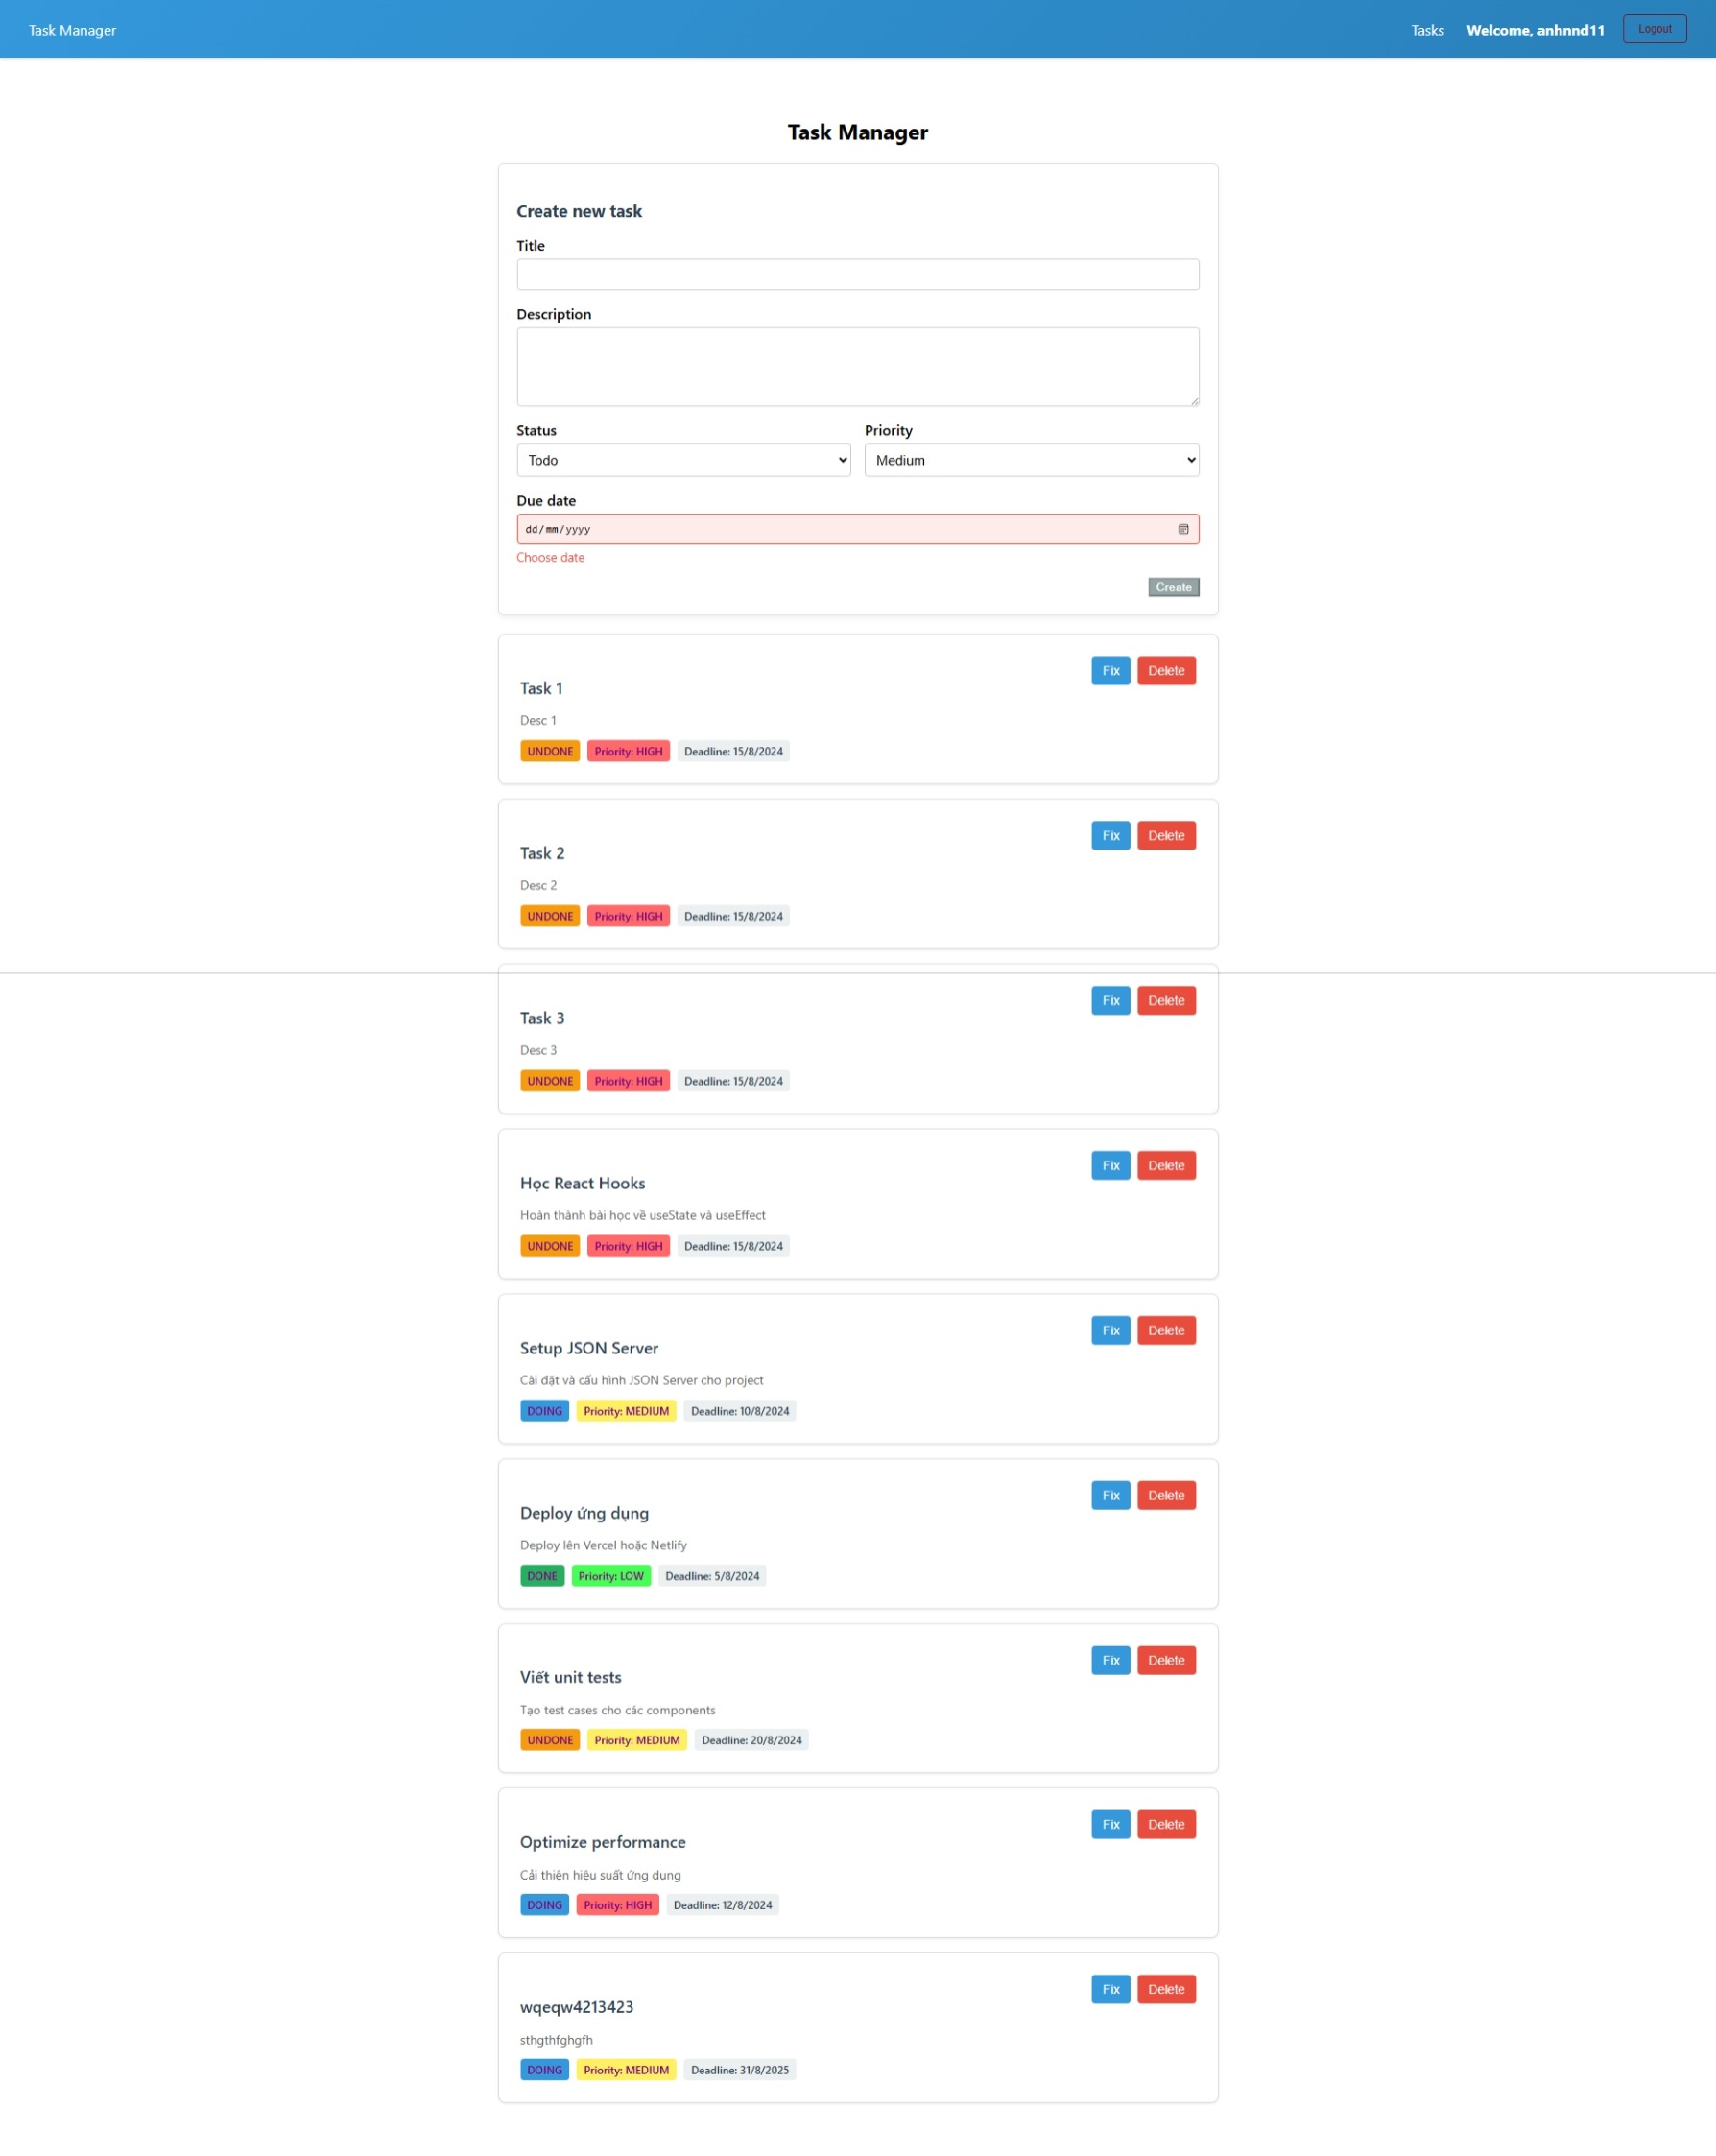 Task Manager
Tasks Welcome, anhnnd11 Logout
Task Manager
Create new task
Title
Description
Status Priority
Todo Medium
Due date
dd/mm/yyyy
Choose date
Create
Fix Delete
Task 1
Desc 1
UNDONE Priority: HIGH Deadline: 15/8/2024
Fix Delete
Task 2
Desc 2
UNDONE Priority: HIGH Deadline: 15/8/2024
Fix Delete
Task 3
Desc 3
UNDONE Priority: HIGH Deadline: 15/8/2024
Fix Delete
Học React Hooks
Hoàn thành bài học về useState và useEffect
UNDONE Priority: HIGH Deadline: 15/8/2024
Fix Delete
Setup JSON Server
Cài đặt và cấu hình JSON Server cho project
DOING Priority: MEDIUM Deadline: 10/8/2024
Fix Delete
Deploy ứng dụng
Deploy lên Vercel hoặc Netlify
DONE Priority: LOW Deadline: 5/8/2024
Fix Delete
Viết unit tests
Tạo test cases cho các components
UNDONE Priority: MEDIUM Deadline: 20/8/2024
Fix Delete
Optimize performance
Cải thiện hiệu suất ứng dụng
DOING Priority: HIGH Deadline: 12/8/2024
Fix Delete
wqeqw4213423
sthgthfghgfh
DOING Priority: MEDIUM Deadline: 31/8/2025